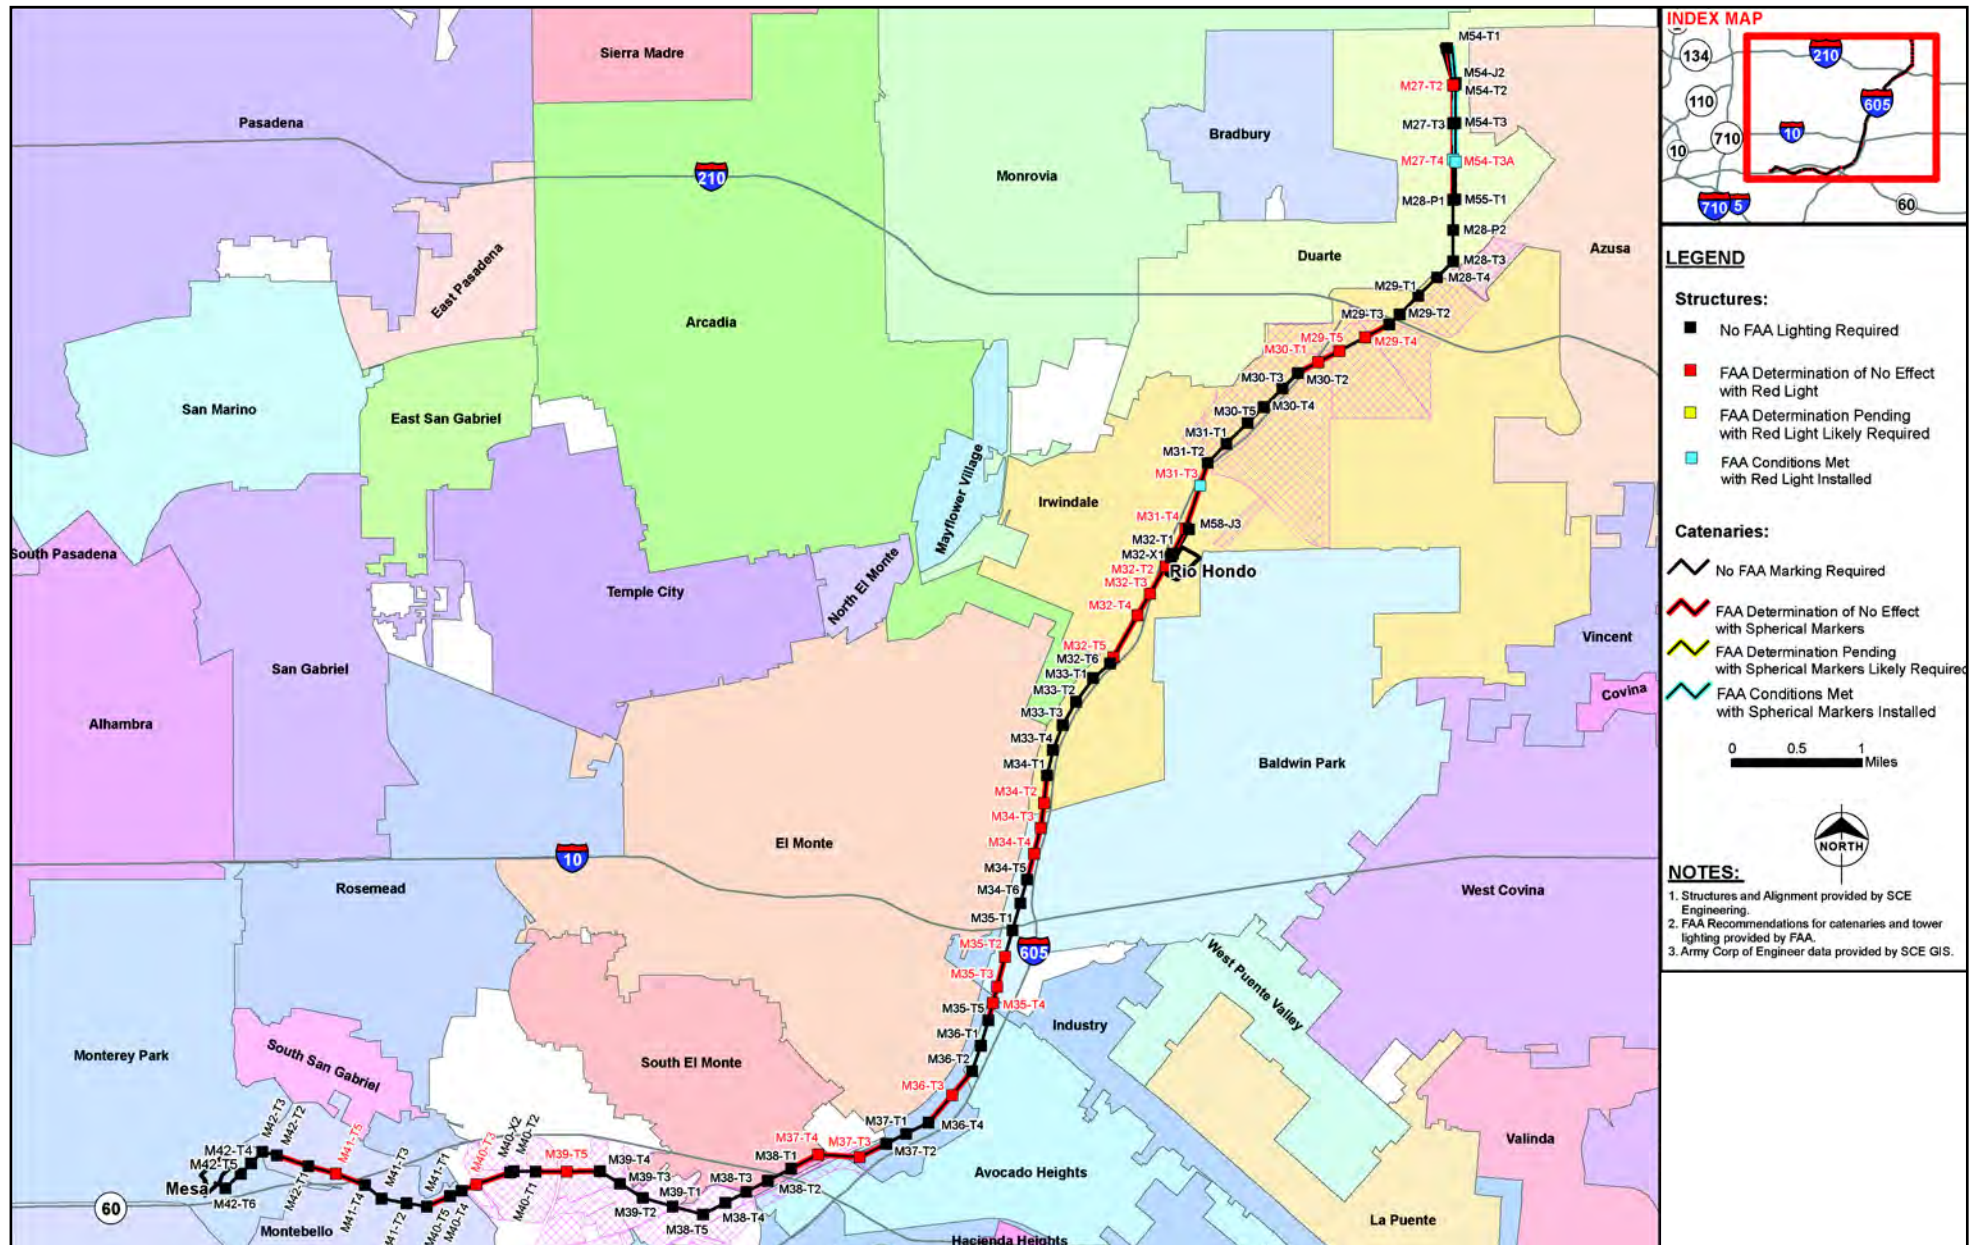 Sierra Madre
Pasadena
210
Monrovia
Bradbury
Azusa
Duarte
East Pasadena
Arcadia
San Marino
East San Gabriel
Mayflower Village
Irwindale
South Pasadena
Temple City
North El Monte
Rio Hondo
San Gabriel
Alhambra
Vincent
Covina
Baldwin Park
El Monte
10
Rosemead
West Covina
605
West Puente Valley
Industry
Monterey Park
South San Gabriel
South El Monte
Valinda
Avocado Heights
La Puente
Mesa
60
Montebello
Hacienda Heights
M54-T1
M54-J2
M27-T2
M54-T2
M27-T3
M54-T3
M27-T4
M54-T3A
M28-P1
M55-T1
M28-P2
M28-T3
M28-T4
M29-T1
M29-T2
M29-T3
M29-T4
M29-T5
M30-T1
M30-T2
M30-T3
M30-T4
M30-T5
M31-T1
M31-T2
M31-T3
M31-T4
M58-J3
M32-T1
M32-X1
M32-T2
M32-T3
M32-T4
M32-T5
M32-T6
M33-T1
M33-T2
M33-T3
M33-T4
M34-T1
M34-T2
M34-T3
M34-T4
M34-T5
M34-T6
M35-T1
M35-T2
M35-T3
M35-T4
M35-T5
M36-T1
M36-T2
M36-T3
M36-T4
M37-T1
M37-T2
M37-T3
M37-T4
M38-T1
M38-T2
M38-T3
M38-T4
M38-T5
M39-T1
M39-T2
M39-T3
M39-T4
M39-T5
M40-T1
M40-T2
M40-X2
M40-T3
M40-T4
M40-T5
M41-T1
M41-T2
M41-T3
M41-T4
M41-T5
M42-T1
M42-T2
M42-T3
M42-T4
M42-T5
M42-T6
INDEX MAP
134
210
110
605
710
10
10
710
5
60
LEGEND
Structures:
No FAA Lighting Required
FAA Determination of No Effect
with Red Light
FAA Determination Pending
with Red Light Likely Required
FAA Conditions Met
with Red Light Installed
Catenaries:
No FAA Marking Required
FAA Determination of No Effect
with Spherical Markers
FAA Determination Pending
with Spherical Markers Likely Required
FAA Conditions Met
with Spherical Markers Installed
0 0.5 1
Miles
NORTH
NOTES:
1. Structures and Alignment provided by SCE
Engineering.
2. FAA Recommendations for catenaries and tower
lighting provided by FAA.
3. Army Corp of Engineer data provided by SCE GIS.